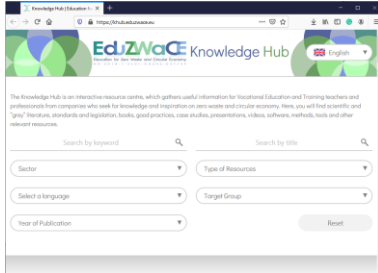 Knowledge Hub | Education fo
https://khub.eduzwace.eu
EduZWaCE Knowledge Hub
Education for Zero Waste and Circular Economy
English
The Knowledge Hub is an interactive resource centre, which gathers useful information for Vocational Education and Training teachers and
professionals from companies who seek for knowledge and inspiration on zero waste and circular economy. Here, you will find scientific and
"grey" literature, standards and legislation, books, good practices, case studies, presentations, videos, software, methods, tools and other
relevant resources.
Search by keyword
Search by title
Sector
Type of Resources
Select a language
Target Group
Year of Publication
Reset